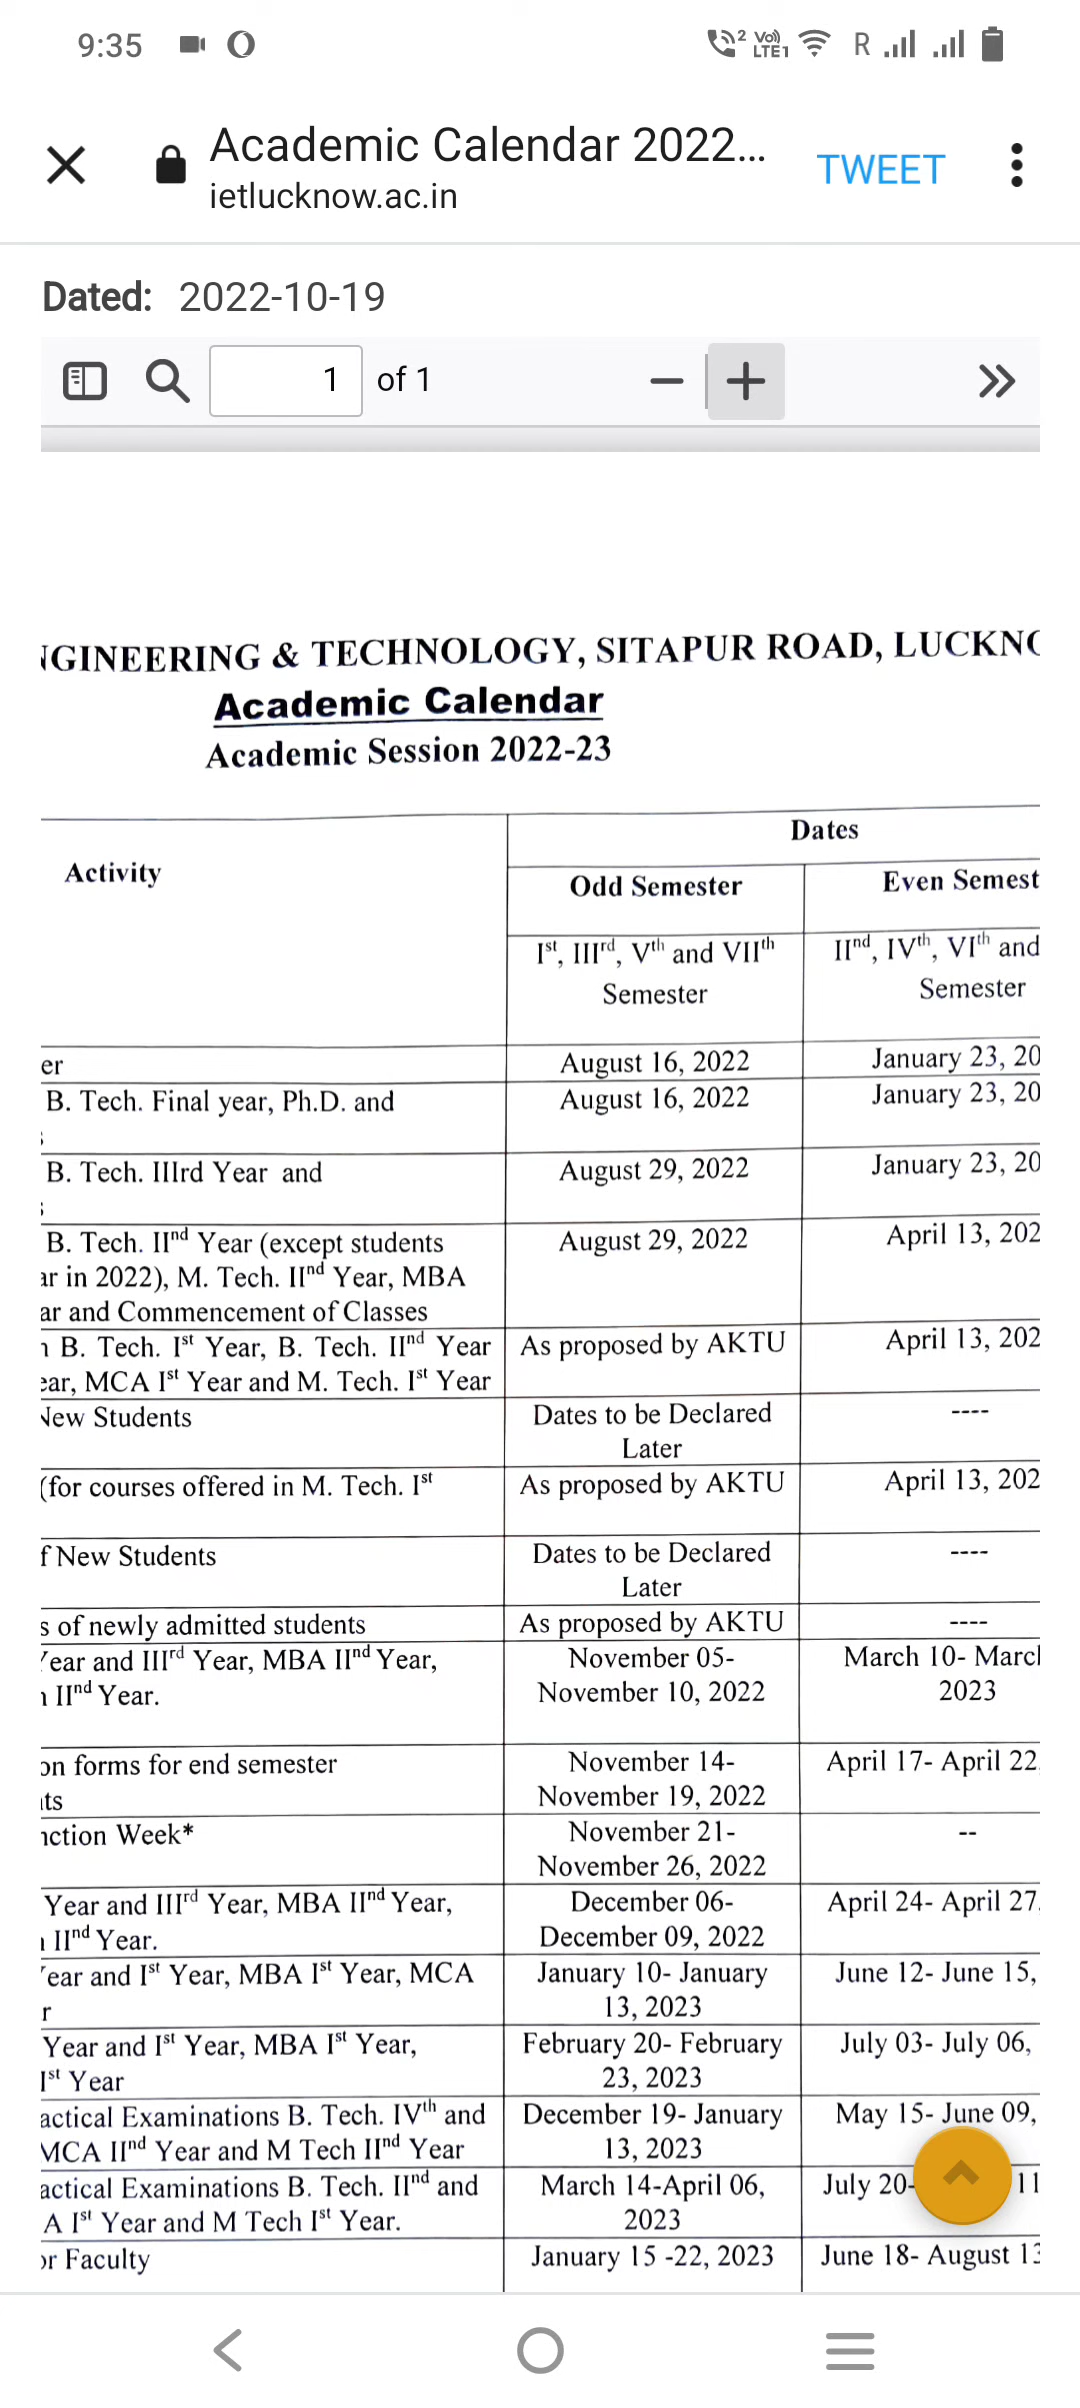 9:35
2 Vo) LTE1 R
Academic Calendar 2022...
ietlucknow.ac.in
TWEET
Dated: 2022-10-19
1 of 1
NGINEERING & TECHNOLOGY, SITAPUR ROAD, LUCKNO
Academic Calendar
Academic Session 2022-23
Activity
Dates
Odd Semester
Even Semest
Iˢᵗ, IIIʳᵈ, Vᵗʰ and VIIᵗʰ
Semester
IIⁿᵈ, IVᵗʰ, VIᵗʰ and
Semester
er August 16, 2022 January 23, 20
B. Tech. Final year, Ph.D. and August 16, 2022 January 23, 20
B. Tech. IIIrd Year and August 29, 2022 January 23, 20
B. Tech. IIⁿᵈ Year (except students August 29, 2022 April 13, 202
ar in 2022), M. Tech. IIⁿᵈ Year, MBA
ar and Commencement of Classes
n B. Tech. Iˢᵗ Year, B. Tech. IIⁿᵈ Year As proposed by AKTU April 13, 202
ear, MCA Iˢᵗ Year and M. Tech. Iˢᵗ Year
New Students Dates to be Declared ----
Later
(for courses offered in M. Tech. Iˢᵗ As proposed by AKTU April 13, 202
f New Students Dates to be Declared ----
Later
s of newly admitted students As proposed by AKTU ----
Year and IIIʳᵈ Year, MBA IIⁿᵈ Year, November 05- March 10- March
n IIⁿᵈ Year. November 10, 2022 2023
on forms for end semester November 14- April 17- April 22,
nts November 19, 2022
nction Week* November 21- --
November 26, 2022
Year and IIIʳᵈ Year, MBA IIⁿᵈ Year, December 06- April 24- April 27,
IIⁿᵈ Year. December 09, 2022
Year and Iˢᵗ Year, MBA Iˢᵗ Year, MCA January 10- January June 12- June 15,
r 13, 2023
Year and Iˢᵗ Year, MBA Iˢᵗ Year, February 20- February July 03- July 06,
Iˢᵗ Year 23, 2023
actical Examinations B. Tech. IVᵗʰ and December 19- January May 15- June 09,
MCA IIⁿᵈ Year and M Tech IIⁿᵈ Year 13, 2023
actical Examinations B. Tech. IIⁿᵈ and March 14-April 06, July 20- 11
A Iˢᵗ Year and M Tech Iˢᵗ Year. 2023
or Faculty January 15 -22, 2023 June 18- August 13